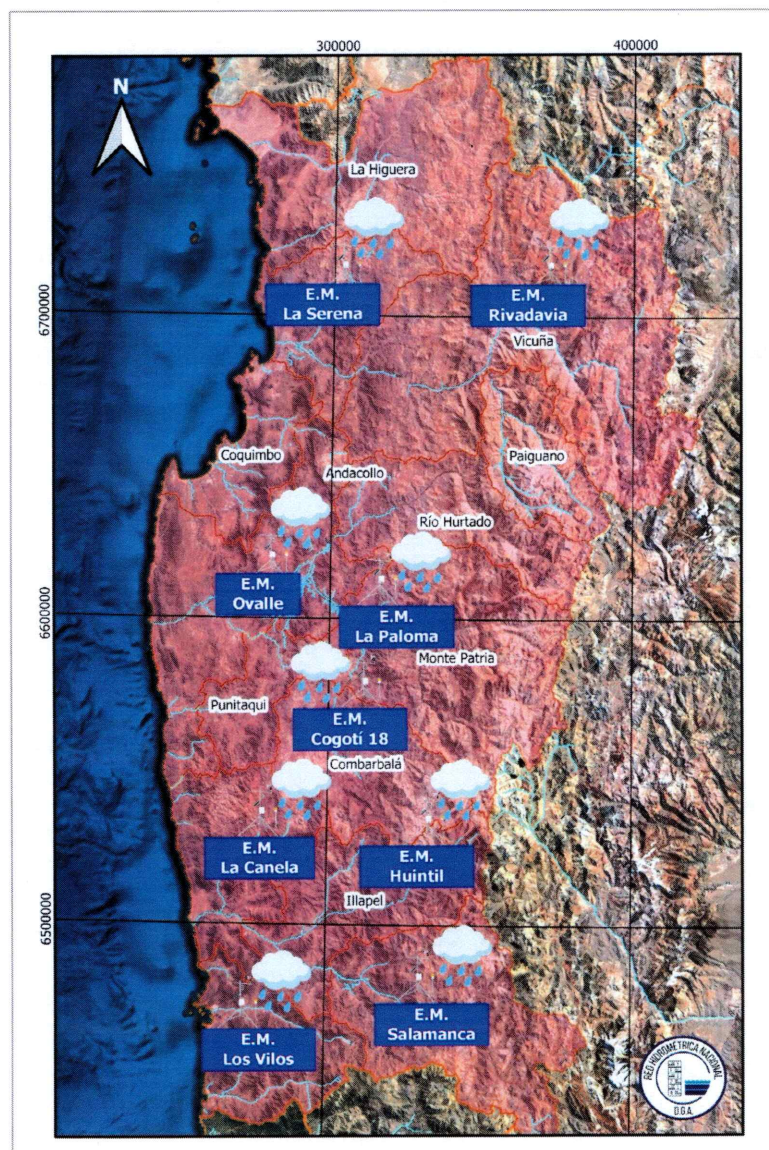 300000
400000
N
La Higuera
E.M.
La Serena
E.M.
Rivadavia
6700000
Vicuña
Coquimbo
Andacollo
Paiguano
Río Hurtado
E.M.
Ovalle
E.M.
La Paloma
6600000
Monte Patria
Punitaqui
E.M.
Cogotí 18
Combarbalá
E.M.
La Canela
E.M.
Huintil
Illapel
6500000
E.M.
Los Vilos
E.M.
Salamanca
RED HIDROMÉTRICA NACIONAL
D.G.A.